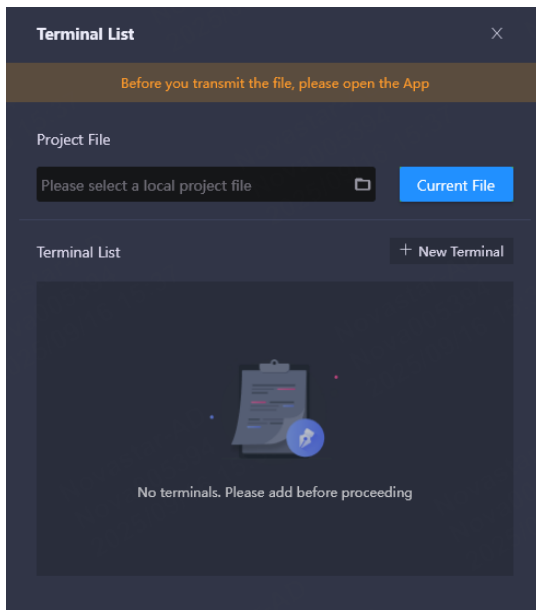 Terminal List
Before you transmit the file, please open the App
Project File
Please select a local project file
Current File
Terminal List
+ New Terminal
No terminals. Please add before proceeding